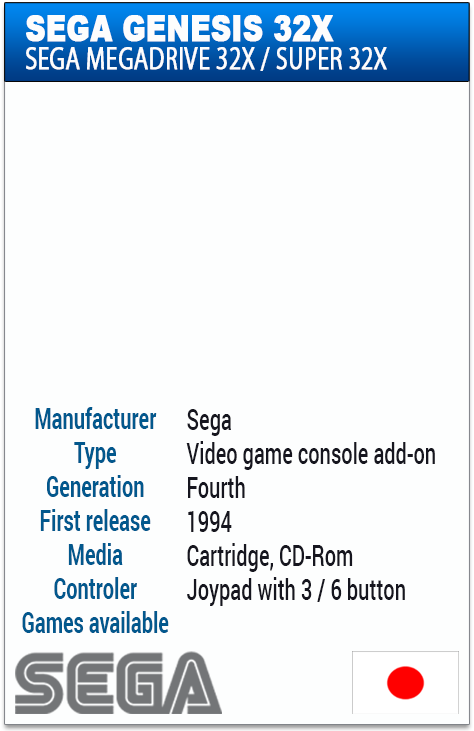 SEGA GENESIS 32X
SEGA MEGADRIVE 32X / SUPER 32X
Manufacturer Sega
Type Video game console add-on
Generation Fourth
First release 1994
Media Cartridge, CD-Rom
Controler Joypad with 3 / 6 button
Games available
SEGA